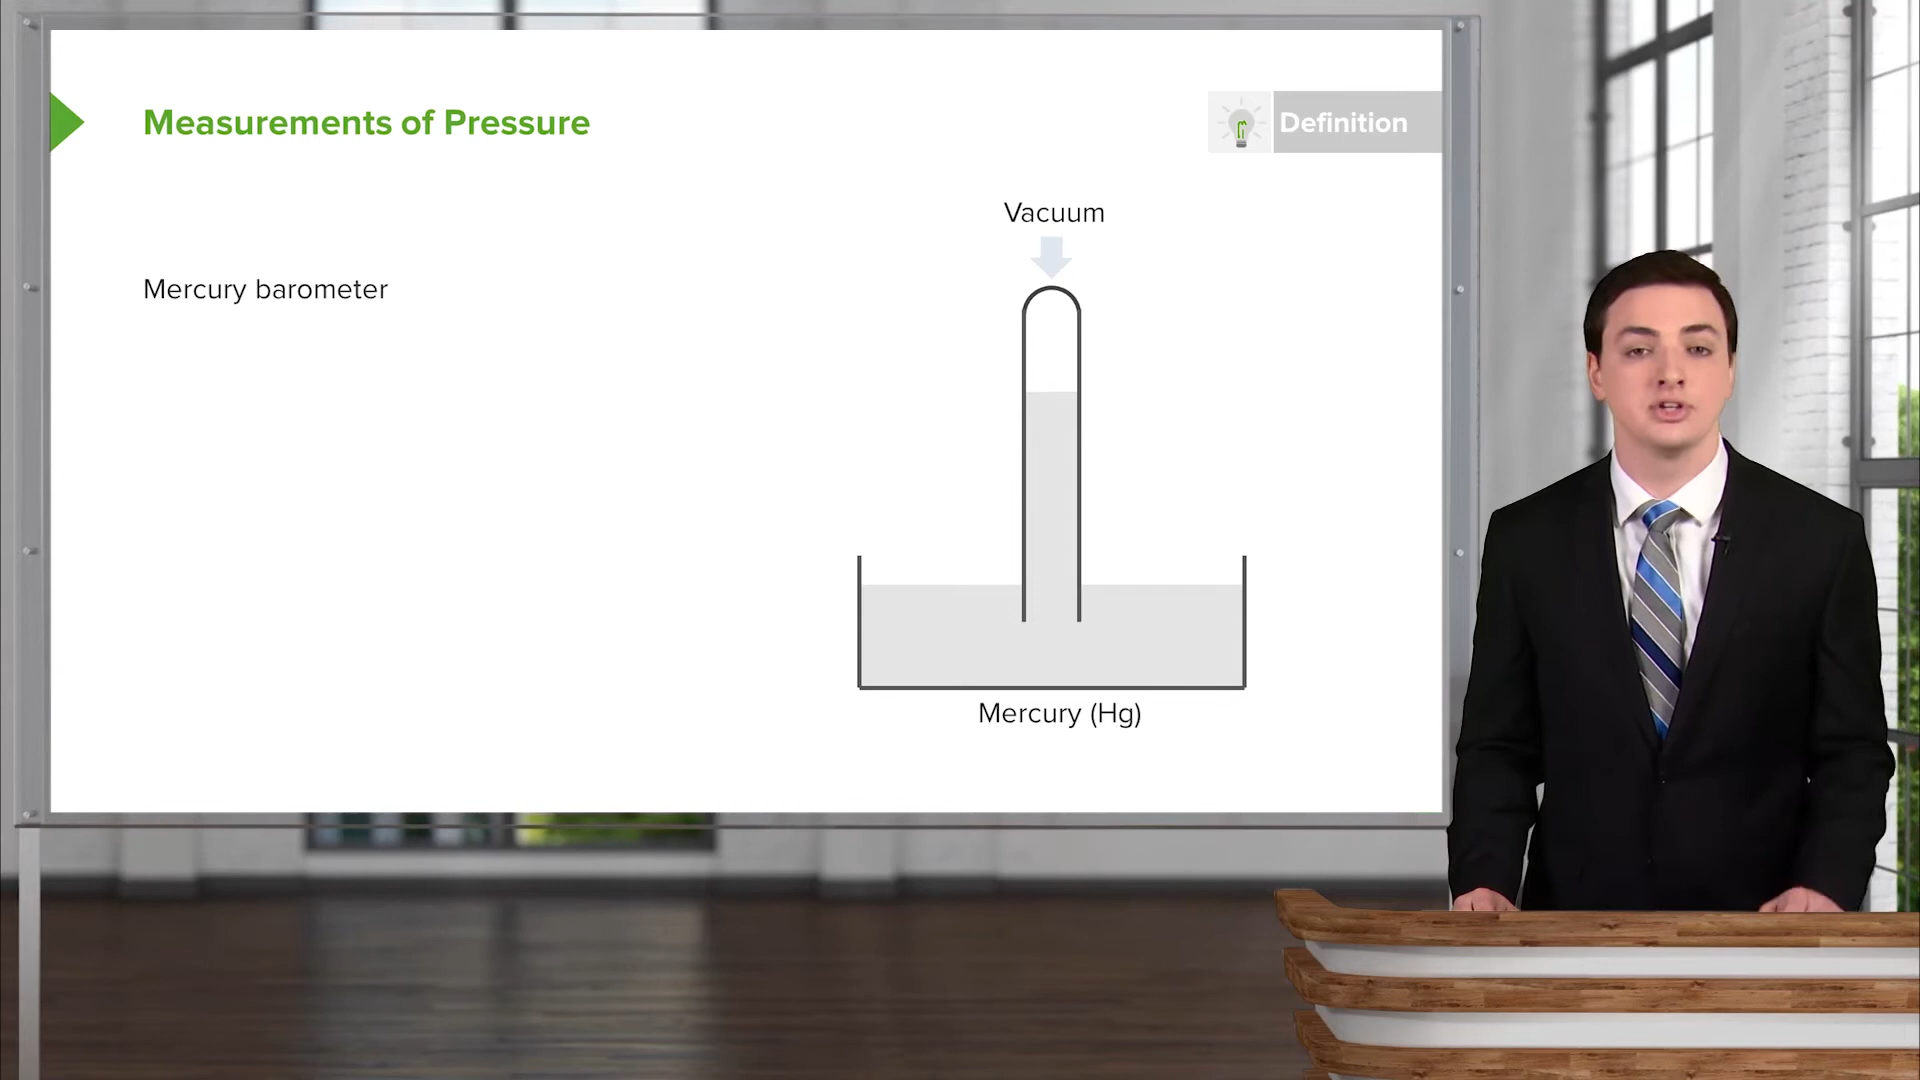 Measurements of Pressure
Definition
Vacuum
Mercury barometer
Mercury (Hg)